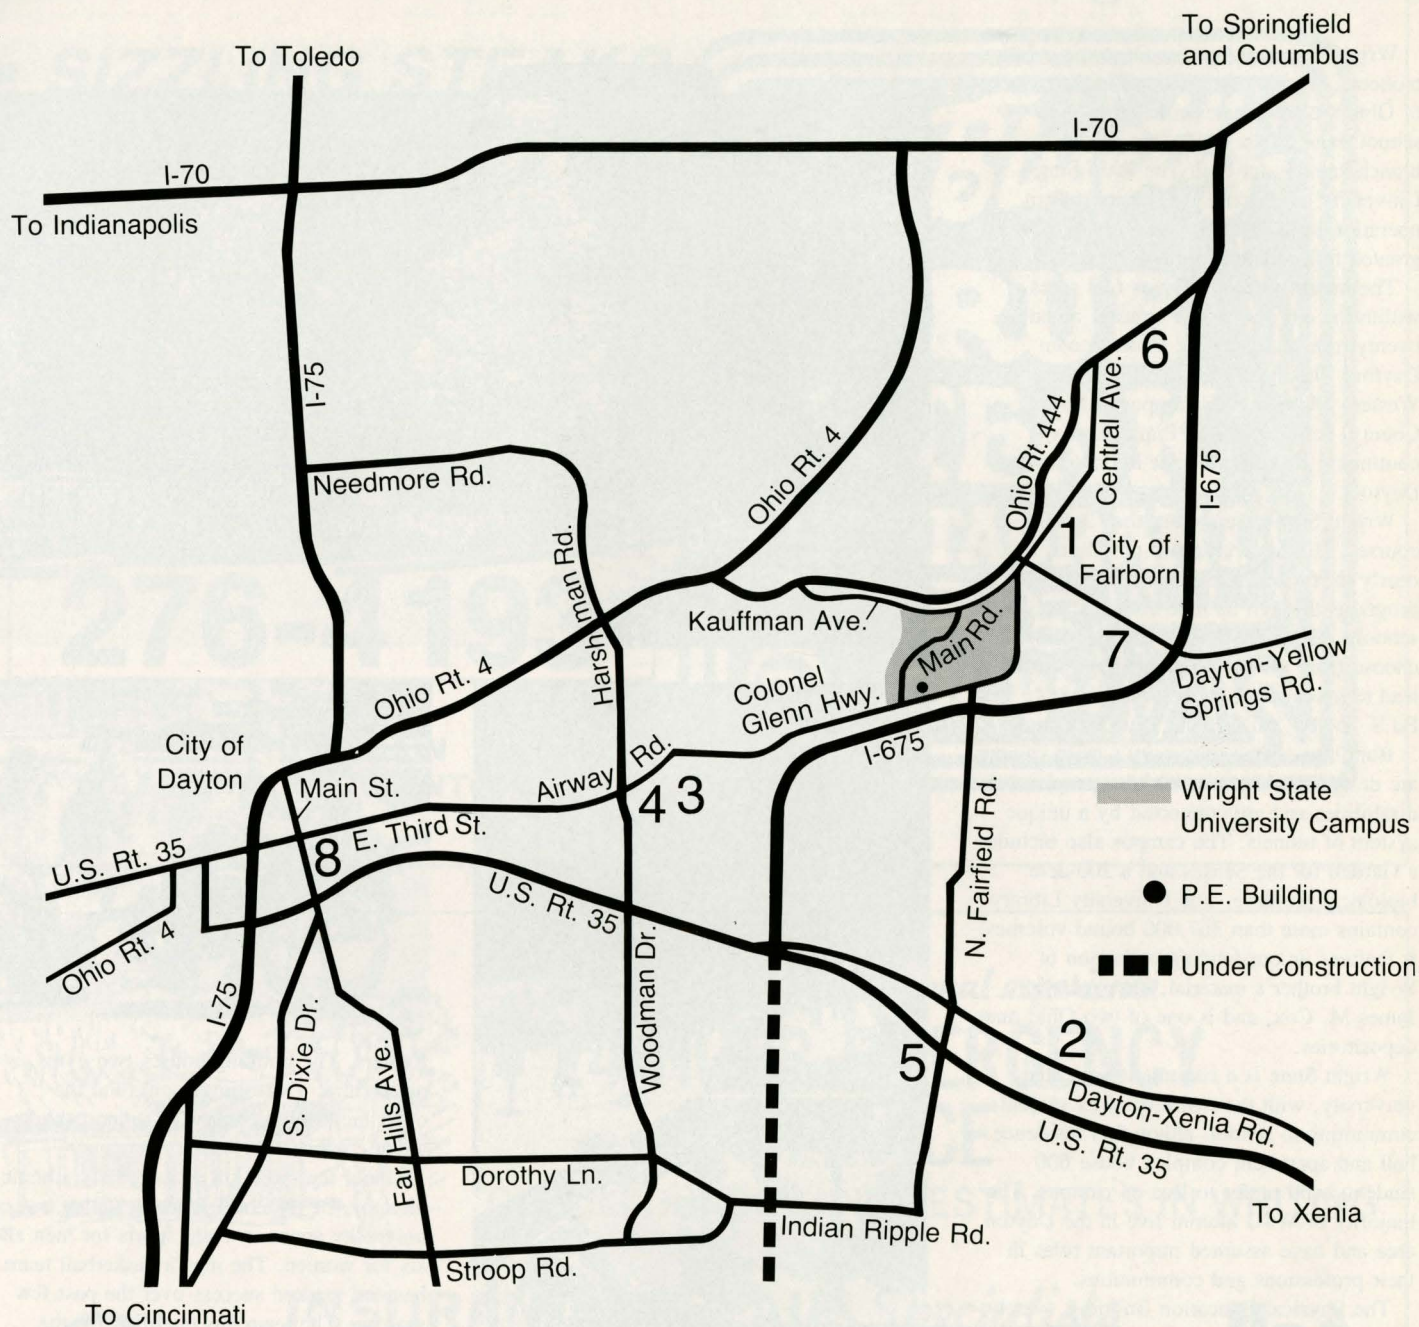 To Springfield
and Columbus
To Toledo
I-70
I-70
To Indianapolis
I-75
6
Central Ave.
Ohio Rt. 444
Ohio Rt. 4
I-675
Needmore Rd.
Harshman Rd.
1
City of
Fairborn
Kauffman Ave.
Main Rd.
7
Dayton-Yellow
Springs Rd.
Ohio Rt. 4
Colonel
Glenn Hwy.
I-675
City of
Dayton
Main St.
Airway Rd.
4
3
N. Fairfield Rd.
Wright State
University Campus
P.E. Building
Under Construction
U.S. Rt. 35
8
E. Third St.
U.S. Rt. 35
Ohio Rt. 4
I-75
S. Dixie Dr.
Far Hills Ave.
Woodman Dr.
5
2
Dayton-Xenia Rd.
U.S. Rt. 35
To Xenia
Dorothy Ln.
Indian Ripple Rd.
Stroop Rd.
To Cincinnati